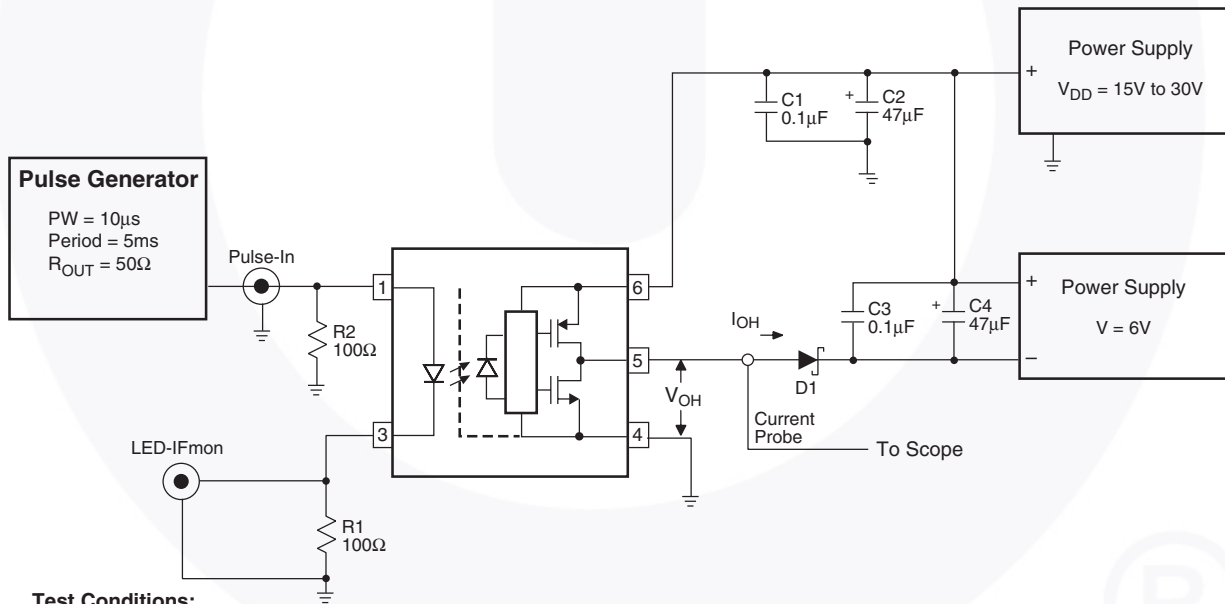 Power Supply
V_DD = 15V to 30V
+
C1
0.1μF
+
C2
47μF
Pulse Generator
PW = 10μs
Period = 5ms
R_OUT = 50Ω
Pulse-In
1
6
R2
100Ω
C3
0.1μF
+
C4
47μF
+
Power Supply
V = 6V
–
I_OH
5
D1
V_OH
Current
Probe
To Scope
3
4
LED-IFmon
R1
100Ω
Test Conditions:
R